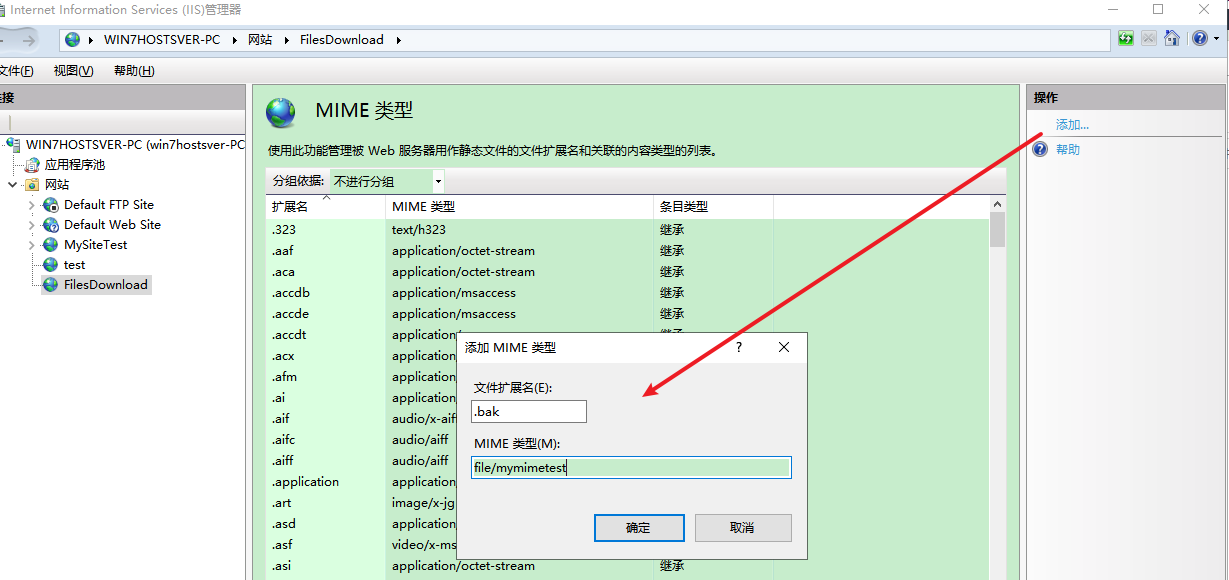 Internet Information Services (IIS)管理器
WIN7HOSTSVER-PC
网站
FilesDownload
文件(F)
视图(V)
帮助(H)
连接
WIN7HOSTSVER-PC (win7hostsver-PC
应用程序池
网站
Default FTP Site
Default Web Site
MySiteTest
test
FilesDownload
MIME 类型
使用此功能管理被 Web 服务器用作静态文件的文件扩展名和关联的内容类型的列表。
分组依据: 不进行分组
扩展名 MIME 类型 条目类型
.323 text/h323 继承
.aaf application/octet-stream 继承
.aca application/octet-stream 继承
.accdb application/msaccess 继承
.accde application/msaccess 继承
.accdt application/ 继承
.acx application
.afm application
.ai application
.aif audio/x-aiff
.aifc audio/aiff
.aiff audio/aiff
.application application
.art image/x-jg
.asd application
.asf video/x-ms
.asi application/octet-stream 继承
添加 MIME 类型 ?
文件扩展名(E):
.bak
MIME 类型(M):
file/mymimetest
确定 取消
操作
添加...
帮助